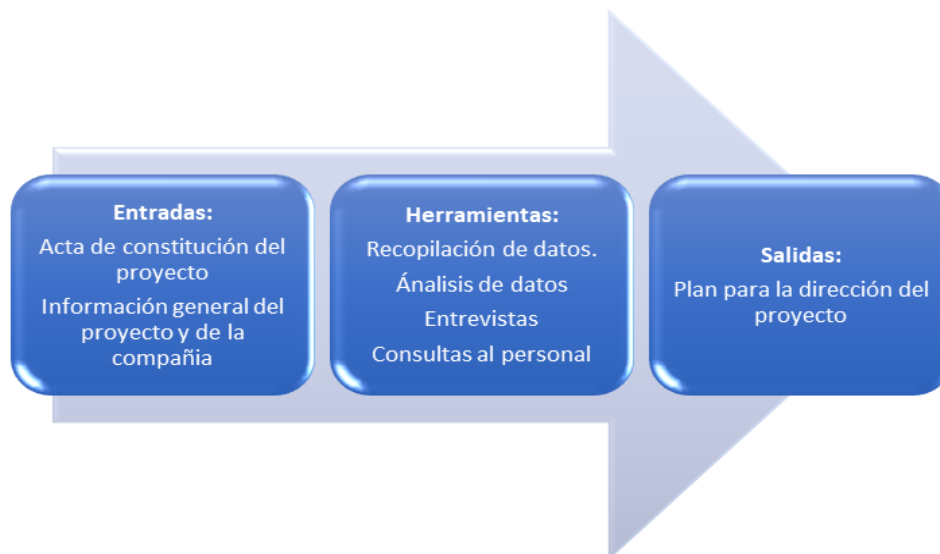 Entradas:
Acta de constitución del
proyecto
Información general del
proyecto y de la
compañia
Herramientas:
Recopilación de datos.
Ánalisis de datos
Entrevistas
Consultas al personal
Salidas:
Plan para la dirección del
proyecto